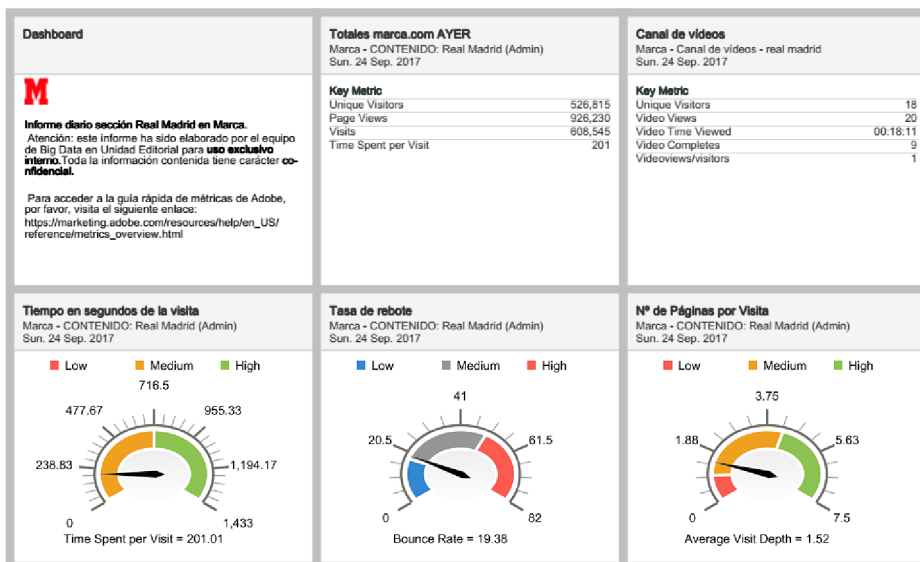 Dashboard
M
Informe diario sección Real Madrid en Marca.
Atención: este informe ha sido elaborado por el equipo
de Big Data en Unidad Editorial para uso exclusivo
interno.Toda la información contenida tiene carácter co-
nfidencial.
Para acceder a la guía rápida de métricas de Adobe,
por favor, visita el siguiente enlace:
https://marketing.adobe.com/resources/help/en_US/
reference/metrics_overview.html
Totales marca.com AYER
Marca - CONTENIDO: Real Madrid (Admin)
Sun. 24 Sep. 2017
Key Metric
Unique Visitors 526,815
Page Views 926,230
Visits 608,545
Time Spent per Visit 201
Canal de vídeos
Marca - Canal de vídeos - real madrid
Sun. 24 Sep. 2017
Key Metric
Unique Visitors 18
Video Views 20
Video Time Viewed 00:18:11
Video Completes 9
Videoviews/visitors 1
Tiempo en segundos de la visita
Marca - CONTENIDO: Real Madrid (Admin)
Sun. 24 Sep. 2017
Low Medium High
716.5
477.67 955.33
238.83 1,194.17
0 1,433
Time Spent per Visit = 201.01
Tasa de rebote
Marca - CONTENIDO: Real Madrid (Admin)
Sun. 24 Sep. 2017
Low Medium High
41
20.5 61.5
0 82
Bounce Rate = 19.38
Nº de Páginas por Visita
Marca - CONTENIDO: Real Madrid (Admin)
Sun. 24 Sep. 2017
Low Medium High
3.75
1.88 5.63
0 7.5
Average Visit Depth = 1.52